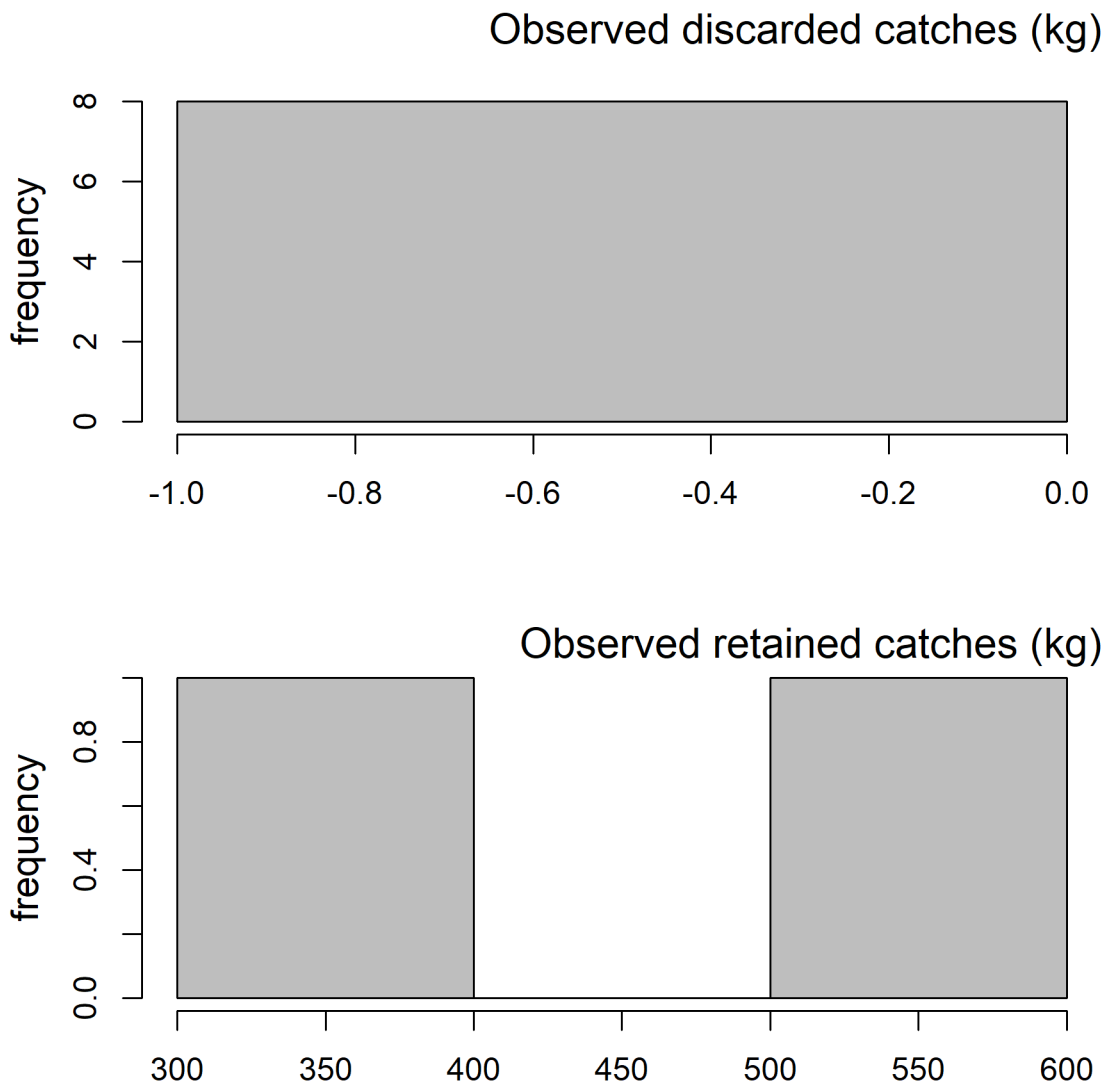 Observed discarded catches (kg)
frequency
8
6
4
2
0
-1.0 -0.8 -0.6 -0.4 -0.2 0.0
Observed retained catches (kg)
frequency
0.8
0.4
0.0
300 350 400 450 500 550 600